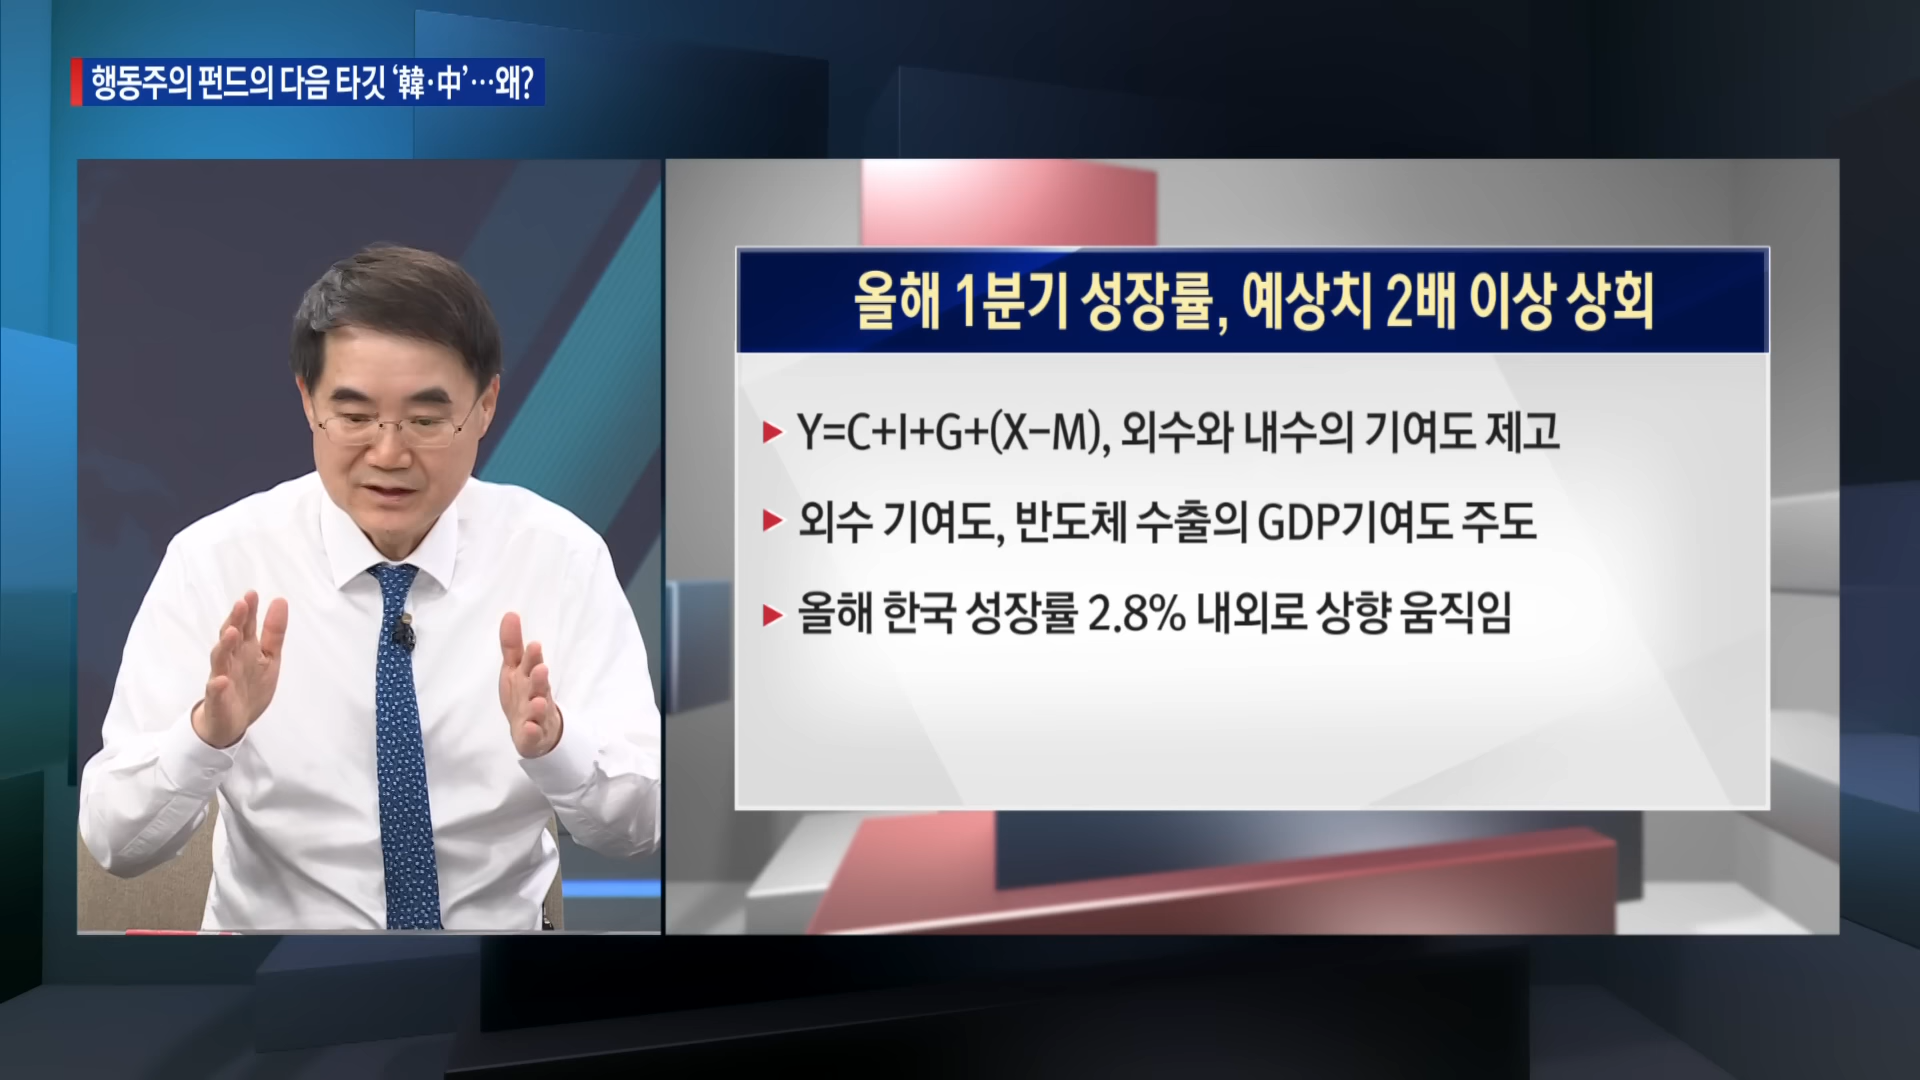 행동주의 펀드의 다음 타깃 ‘韓·中’…왜?
올해 1분기 성장률, 예상치 2배 이상 상회
▶ Y=C+I+G+(X-M), 외수와 내수의 기여도 제고
▶ 외수 기여도, 반도체 수출의 GDP기여도 주도
▶ 올해 한국 성장률 2.8% 내외로 상향 움직임